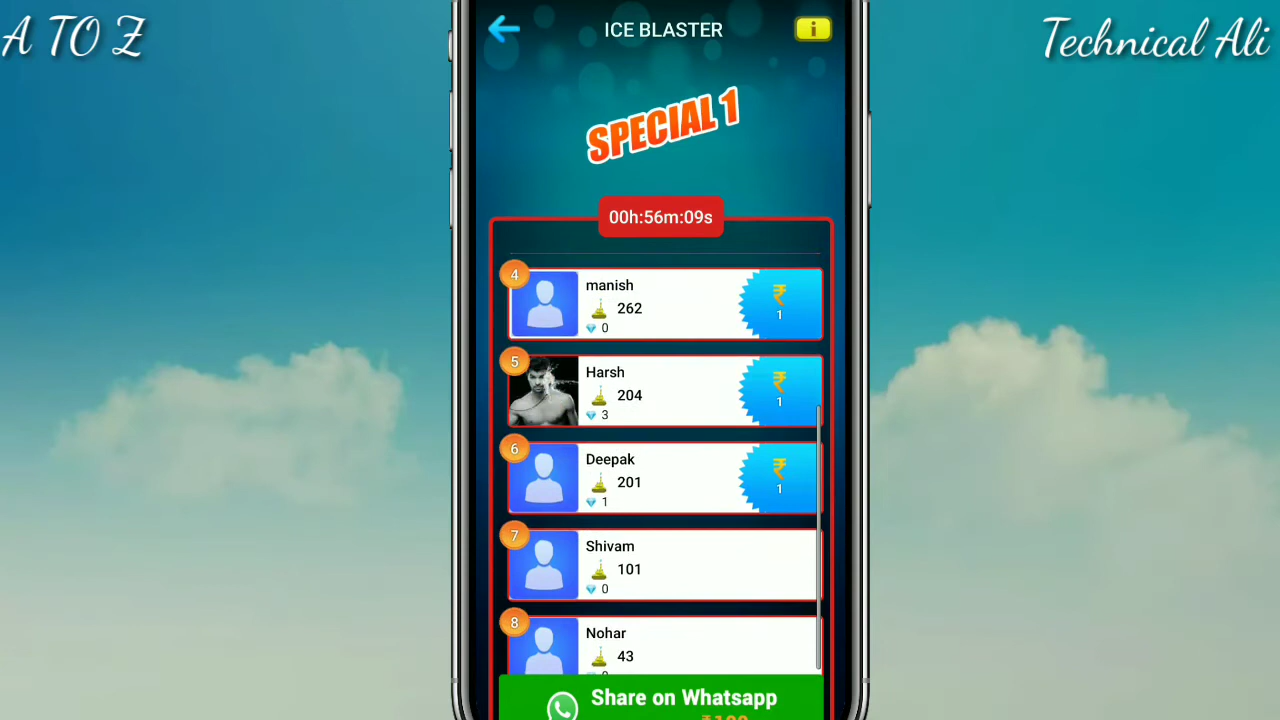 A TO Z
Technical Ali
ICE BLASTER
i
SPECIAL 1
00h:56m:09s
4
manish
262
0
₹
1
5
Harsh
204
3
₹
1
6
Deepak
201
1
₹
1
7
Shivam
101
0
8
Nohar
43
Share on Whatsapp